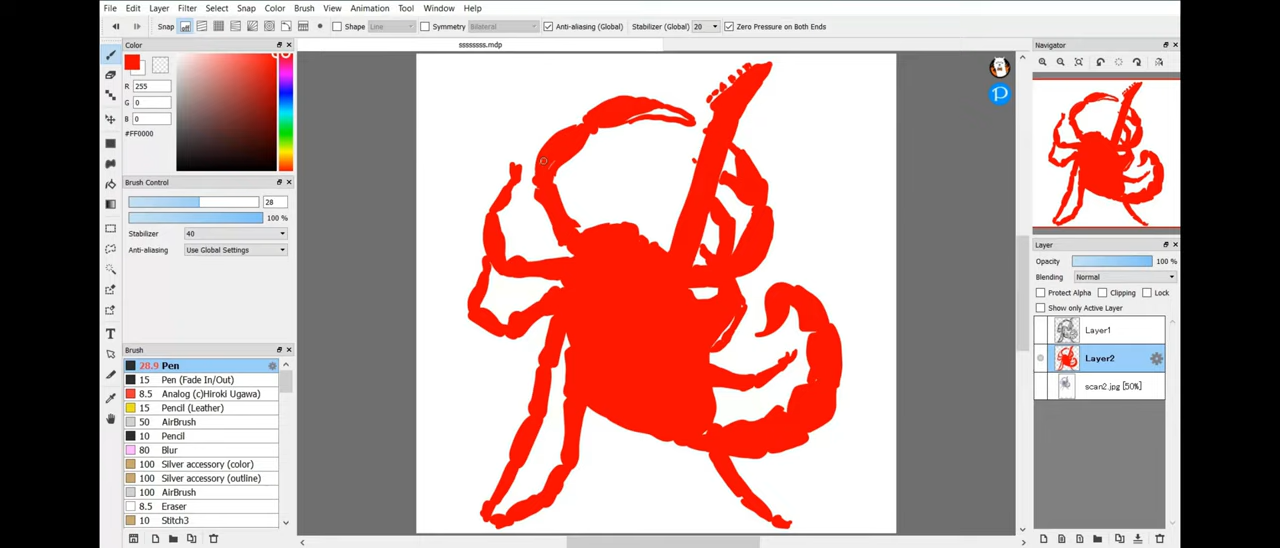 File Edit Layer Filter Select Snap Color Brush View Animation Tool Window Help
Snap off Shape Line Symmetry Bilateral Anti-aliasing (Global) Stabilizer (Global) 20 Zero Pressure on Both Ends
ssssssss.mdp
Color
R 255
G 0
B 0
#FF0000
Brush Control
28
100 %
Stabilizer 40
Anti-aliasing Use Global Settings
Brush
28.9 Pen
15 Pen (Fade In/Out)
8.5 Analog (c)Hiroki Ugawa)
15 Pencil (Leather)
50 AirBrush
10 Pencil
80 Blur
100 Silver accessory (color)
100 Silver accessory (outline)
100 AirBrush
8.5 Eraser
10 Stitch3
T
P
Navigator
Layer
Opacity 100 %
Blending Normal
Protect Alpha Clipping Lock
Show only Active Layer
Layer1
Layer2
scan2.jpg [50%]